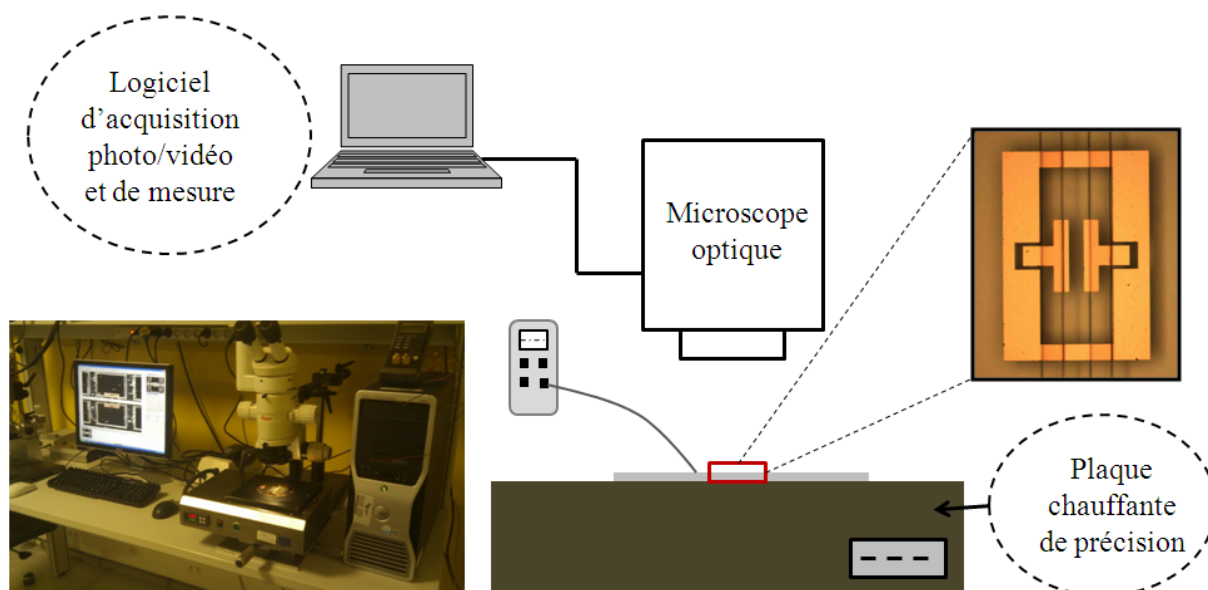 Logiciel
d’acquisition
photo/vidéo
et de mesure
Microscope
optique
Plaque
chauffante
de précision